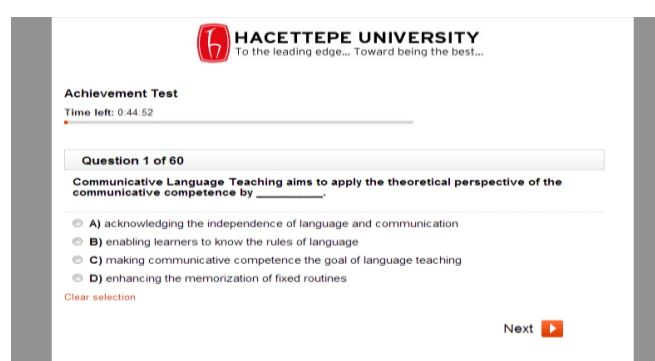 HACETTEPE UNIVERSITY
To the leading edge... Toward being the best...
Achievement Test
Time left: 0:44:52
Question 1 of 60
Communicative Language Teaching aims to apply the theoretical perspective of the
communicative competence by __________.
A) acknowledging the independence of language and communication
B) enabling learners to know the rules of language
C) making communicative competence the goal of language teaching
D) enhancing the memorization of fixed routines
Clear selection
Next